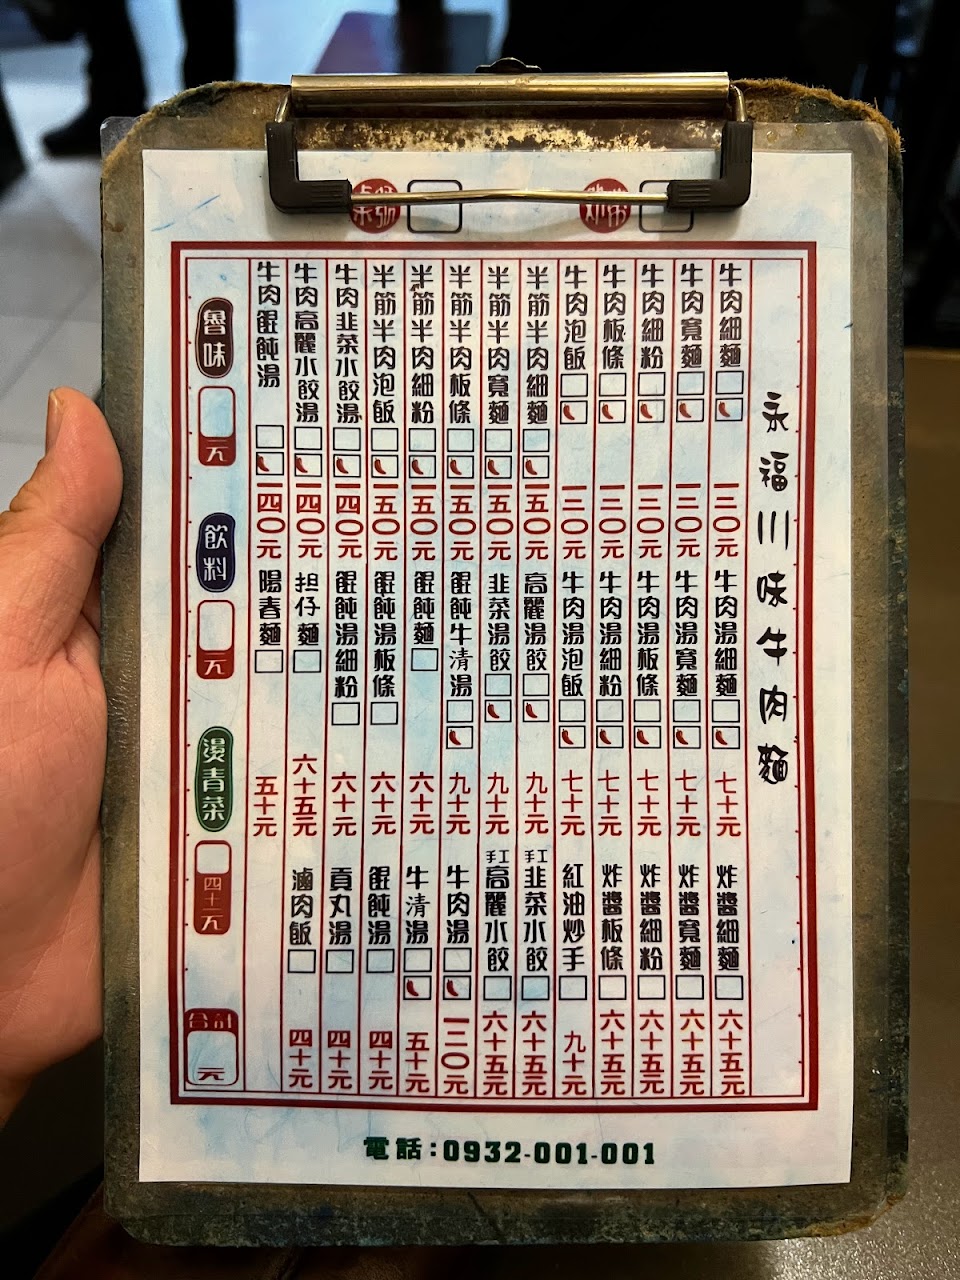 桌號
永福川味牛肉麵
牛肉細麵 一三〇元 牛肉湯細麵 七十元 炸醬細麵 六十五元
牛肉寬麵 一三〇元 牛肉湯寬麵 七十元 炸醬寬麵 六十五元
牛肉細粉 一三〇元 牛肉湯板條 七十元 炸醬細粉 六十五元
牛肉板條 一三〇元 牛肉湯細粉 七十元 炸醬板條 六十五元
牛肉泡飯 一三〇元 牛肉湯泡飯 七十元 紅油炒手 九十元
半筋半肉細麵 一五〇元 高麗湯餃 九十元 手工韭菜水餃 六十五元
半筋半肉寬麵 一五〇元 韭菜湯餃 九十元 手工高麗水餃 六十五元
半筋半肉板條 一五〇元 餛飩牛清湯 九十元 牛肉湯 一二〇元
半筋半肉細粉 一五〇元 餛飩麵 六十元 牛清湯 五十元
半筋半肉泡飯 一五〇元 餛飩湯板條 六十元 餛飩湯 四十元
牛肉韭菜水餃湯 一四〇元 餛飩湯細粉 六十元 貢丸湯 四十元
牛肉高麗水餃湯 一四〇元 担仔麵 六十五元 滷肉飯 四十元
牛肉餛飩湯 一四〇元 陽春麵 五十元
魯味 元
飲料 元
燙青菜 四十元
合計 元
電話:0932-001-001